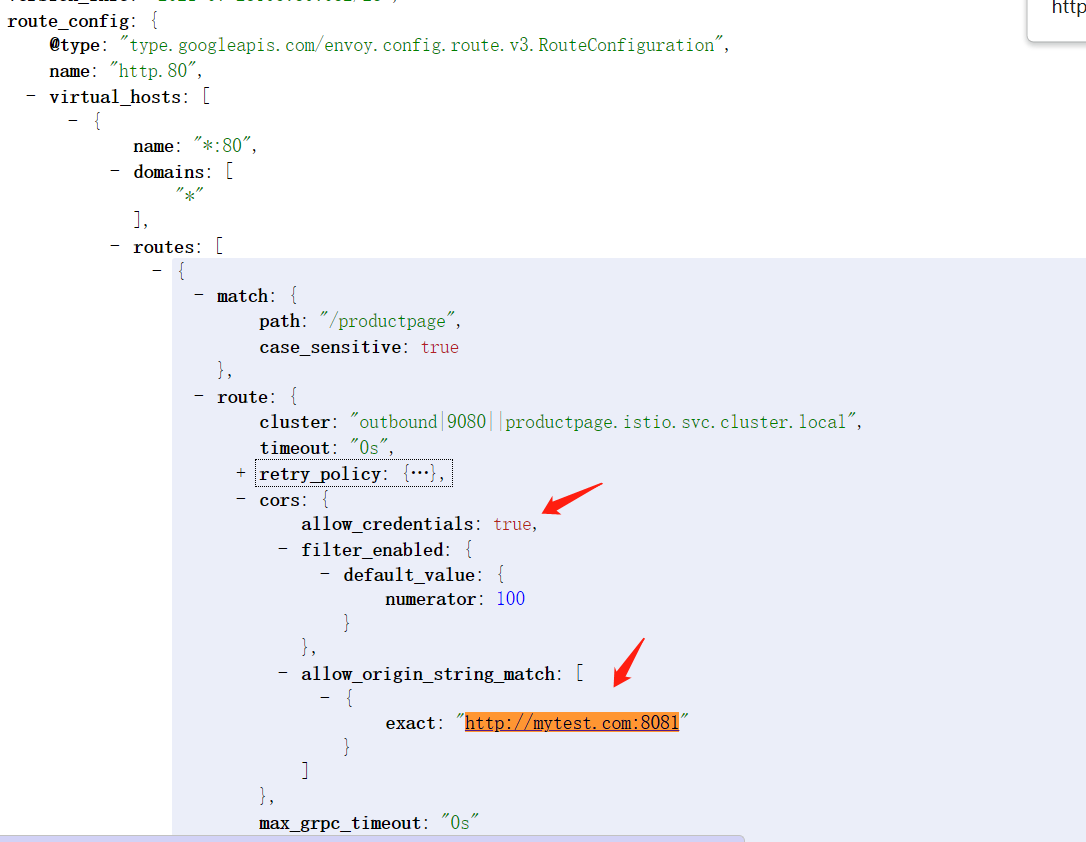 route_config: {
@type: "type.googleapis.com/envoy.config.route.v3.RouteConfiguration",
name: "http.80",
- virtual_hosts: [
- {
name: "*:80",
- domains: [
"*"
],
- routes: [
- {
- match: {
path: "/productpage",
case_sensitive: true
},
- route: {
cluster: "outbound|9080||productpage.istio.svc.cluster.local",
timeout: "0s",
+ retry_policy: {…},
- cors: {
allow_credentials: true,
- filter_enabled: {
- default_value: {
numerator: 100
}
},
- allow_origin_string_match: [
- {
exact: "http://mytest.com:8081"
}
]
},
max_grpc_timeout: "0s"
http